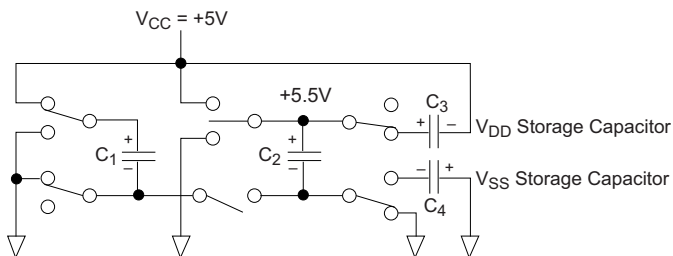 VCC = +5V
+5.5V
C3
+ −
VDD Storage Capacitor
+
C1
−
+
C2
−
− +
VSS Storage Capacitor
C4